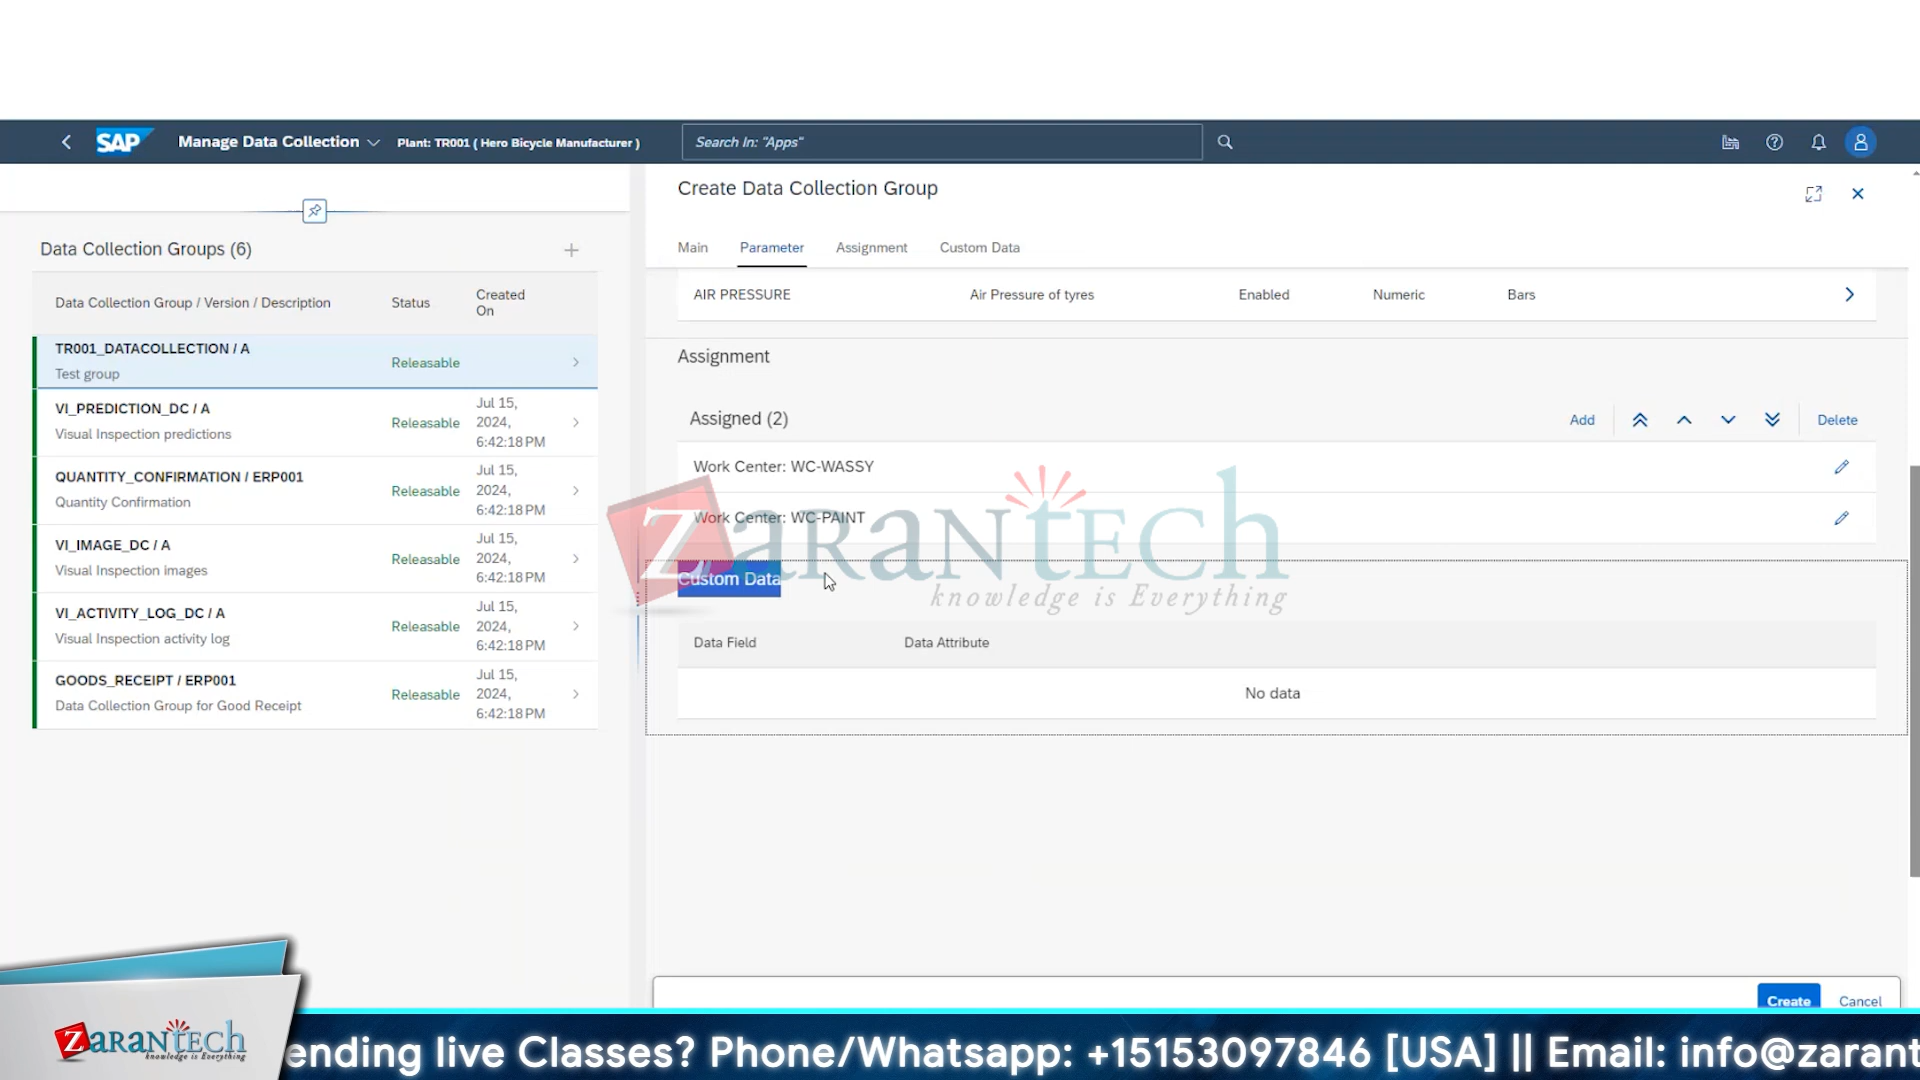 SAP
Manage Data Collection
Plant: TR001 ( Hero Bicycle Manufacturer )
Search In: "Apps"
Create Data Collection Group
Main
Parameter
Assignment
Custom Data
Data Collection Groups (6)
Data Collection Group / Version / Description
Status
Created
On
TR001_DATACOLLECTION / A
Test group
Releasable
VI_PREDICTION_DC / A
Visual Inspection predictions
Releasable
Jul 15,
2024,
6:42:18 PM
QUANTITY_CONFIRMATION / ERP001
Quantity Confirmation
Releasable
Jul 15,
2024,
6:42:18 PM
VI_IMAGE_DC / A
Visual Inspection images
Releasable
Jul 15,
2024,
6:42:18 PM
VI_ACTIVITY_LOG_DC / A
Visual Inspection activity log
Releasable
Jul 15,
2024,
6:42:18 PM
GOODS_RECEIPT / ERP001
Data Collection Group for Good Receipt
Releasable
Jul 15,
2024,
6:42:18 PM
AIR PRESSURE
Air Pressure of tyres
Enabled
Numeric
Bars
Assignment
Assigned (2)
Add
Delete
Work Center: WC-WASSY
Work Center: WC-PAINT
ZARANTECH
knowledge is Everything
Custom Data
Data Field
Data Attribute
No data
Create
Cancel
ZARANTECH
knowledge is Everything
ending live Classes? Phone/Whatsapp: +15153097846 [USA] || Email: info@zarant